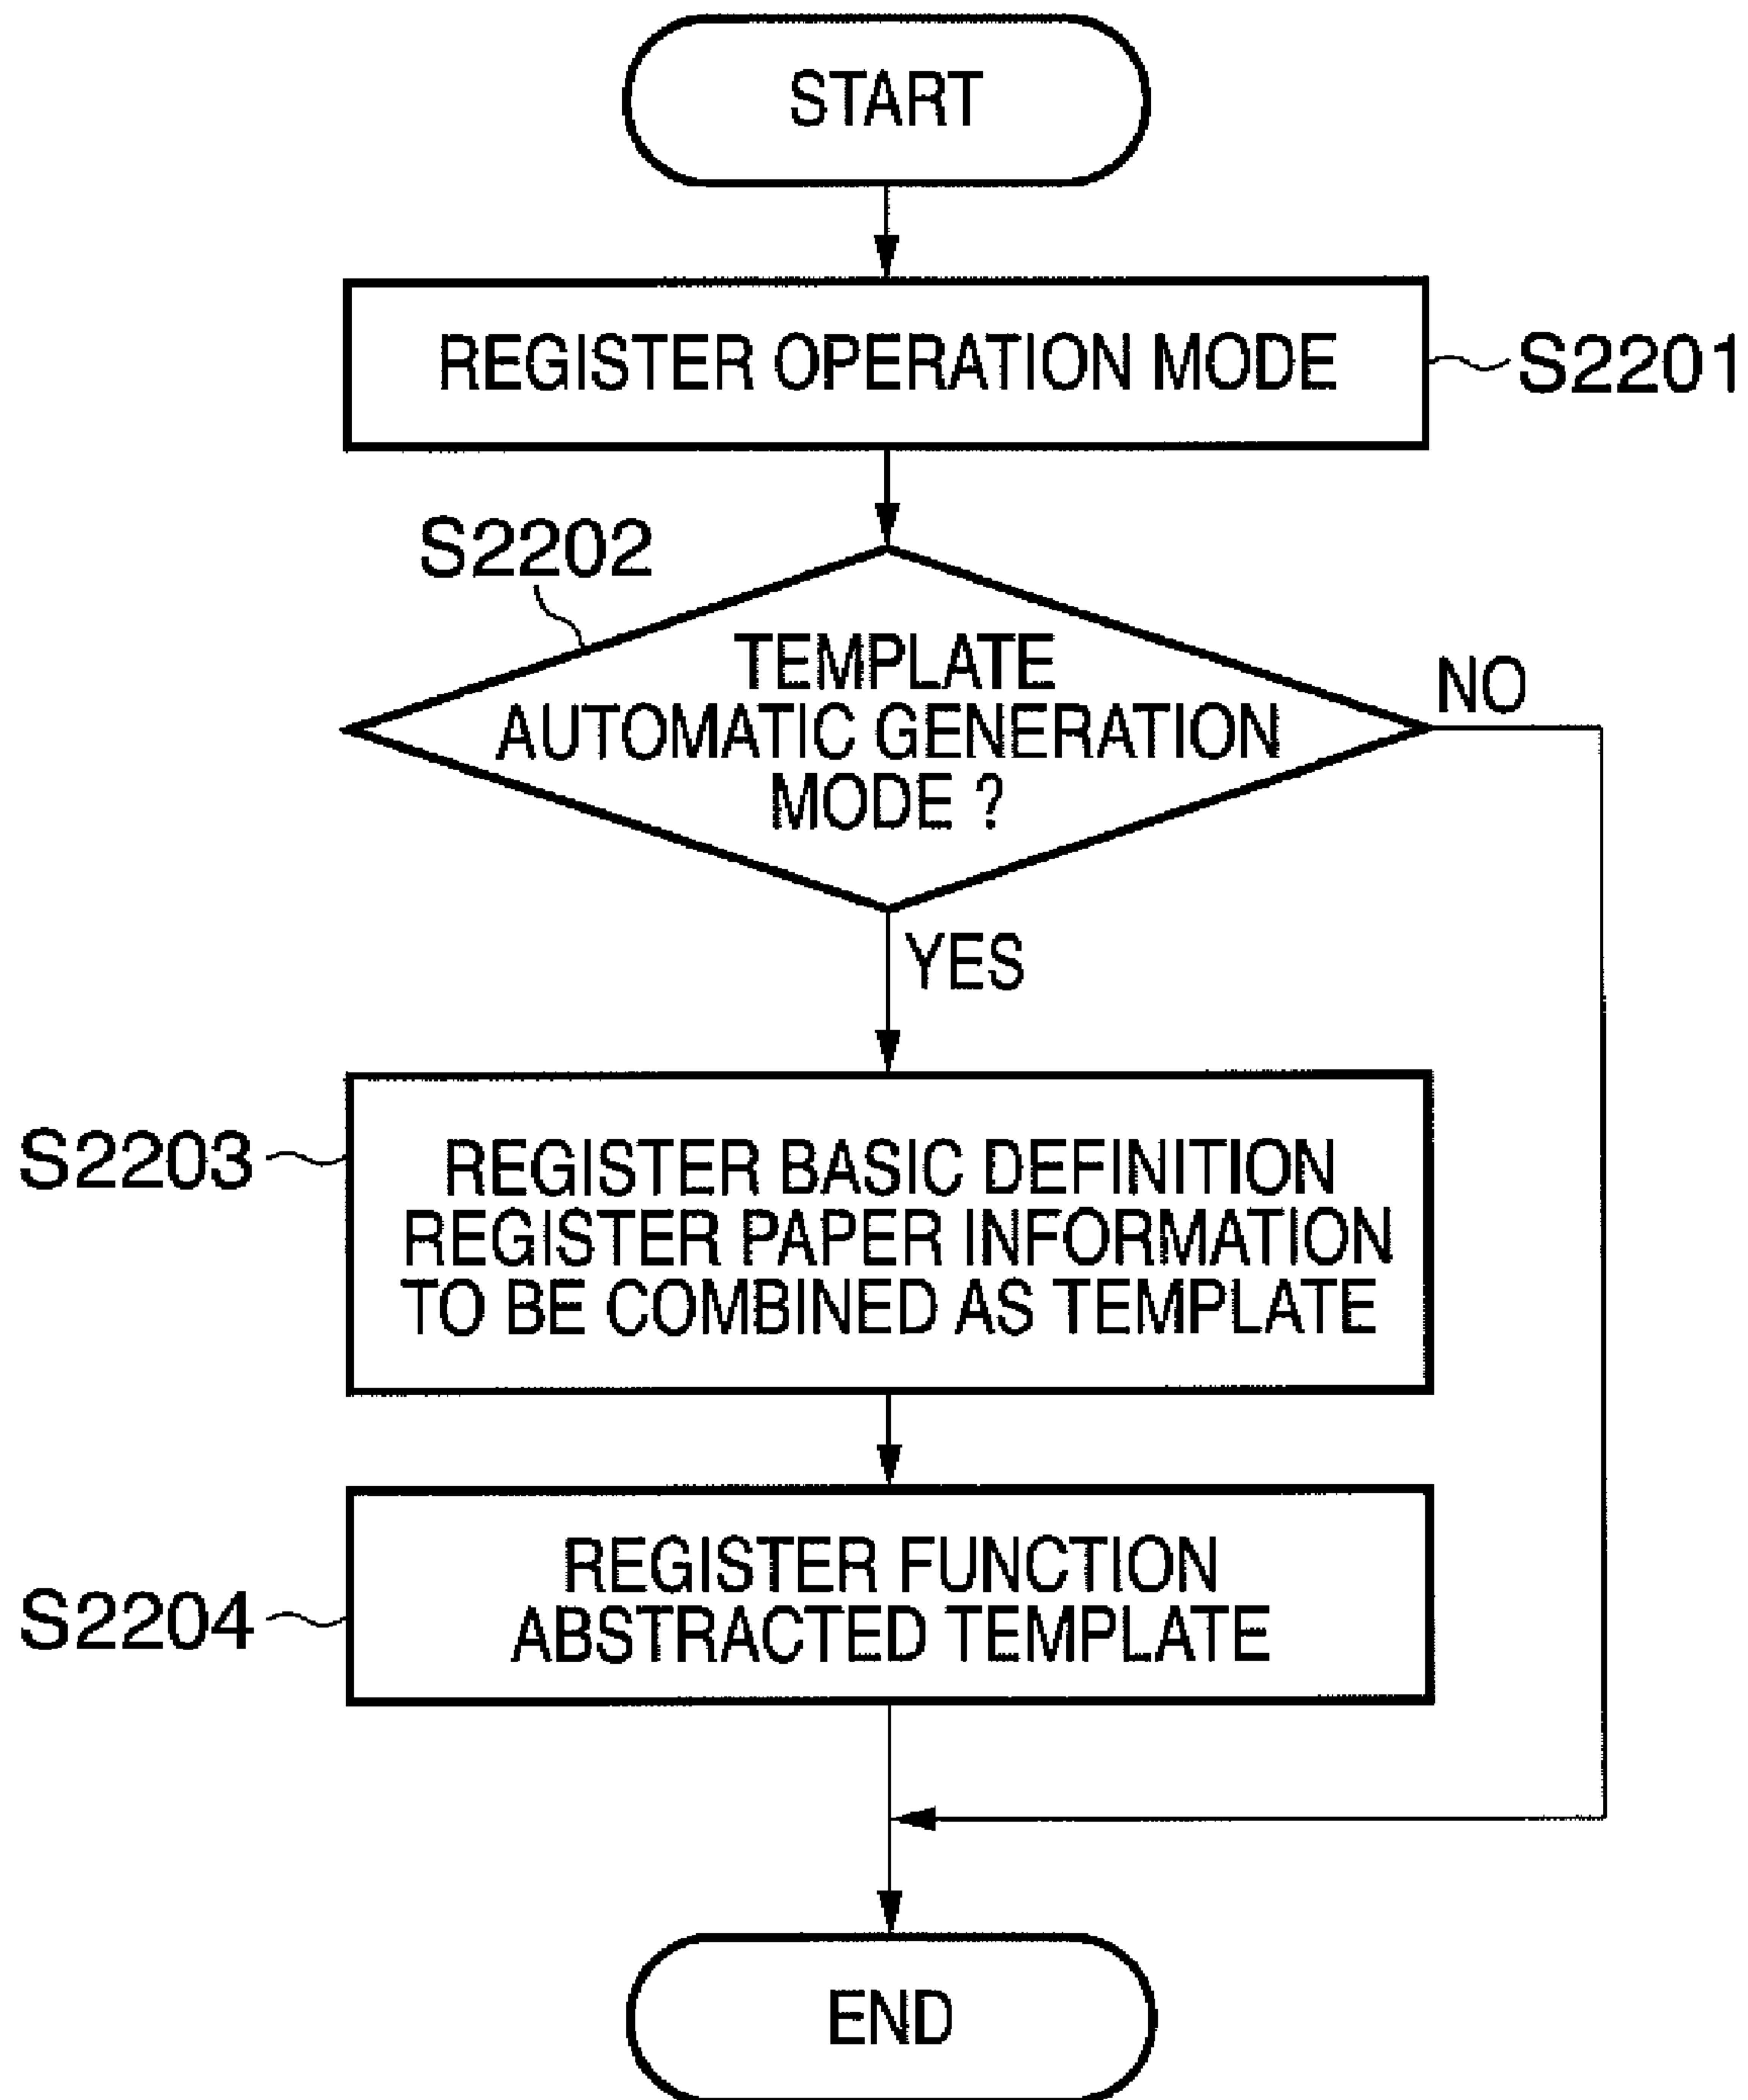 START
REGISTER OPERATION MODE
S2201
S2202
TEMPLATE
AUTOMATIC GENERATION
MODE ?
NO
YES
S2203
REGISTER BASIC DEFINITION
REGISTER PAPER INFORMATION
TO BE COMBINED AS TEMPLATE
S2204
REGISTER FUNCTION
ABSTRACTED TEMPLATE
END